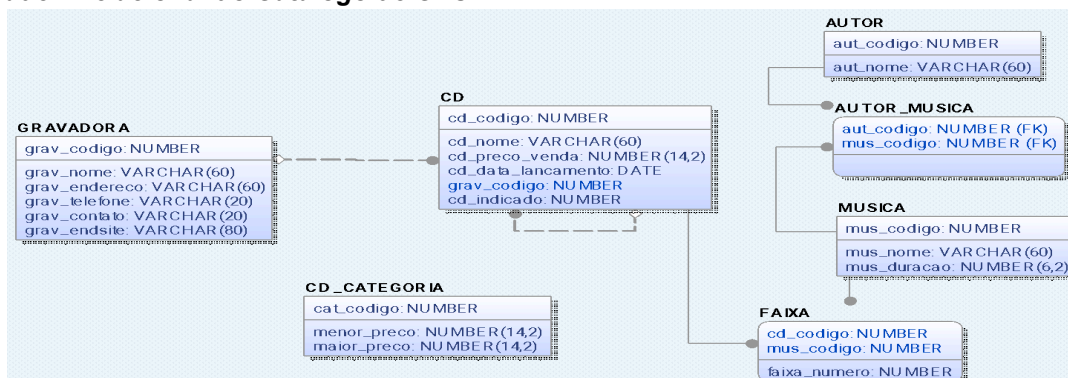 GRAVADORA
grav_codigo: NUMBER
grav_nome: VARCHAR(60)
grav_endereco: VARCHAR(60)
grav_telefone: VARCHAR(20)
grav_contato: VARCHAR(20)
grav_endsite: VARCHAR(80)
CD
cd_codigo: NUMBER
cd_nome: VARCHAR(60)
cd_preco_venda: NUMBER(14,2)
cd_data_lancamento: DATE
grav_codigo: NUMBER
cd_indicado: NUMBER
CD_CATEGORIA
cat_codigo: NUMBER
menor_preco: NUMBER(14,2)
maior_preco: NUMBER(14,2)
AUTOR
aut_codigo: NUMBER
aut_nome: VARCHAR(60)
AUTOR_MUSICA
aut_codigo: NUMBER (FK)
mus_codigo: NUMBER (FK)
MUSICA
mus_codigo: NUMBER
mus_nome: VARCHAR(60)
mus_duracao: NUMBER(6,2)
FAIXA
cd_codigo: NUMBER
mus_codigo: NUMBER
faixa_numero: NUMBER